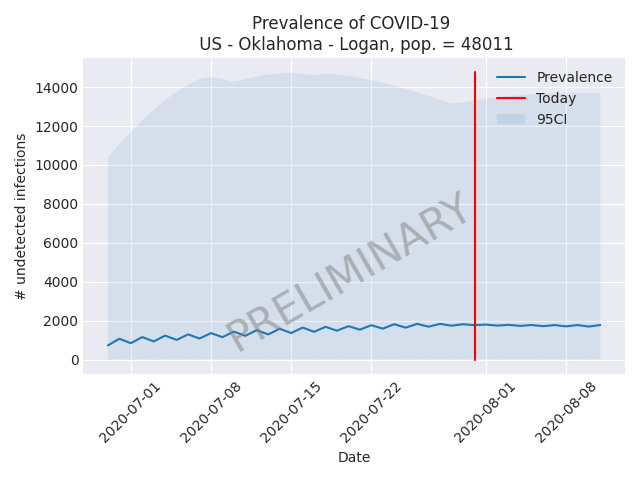 Prevalence of COVID-19
US - Oklahoma - Logan, pop. = 48011
Prevalence
Today
95CI
14000
12000
10000
8000
6000
4000
2000
0
# undetected infections
PRELIMINARY
2020-07-01
2020-07-08
2020-07-15
2020-07-22
2020-08-01
2020-08-08
Date